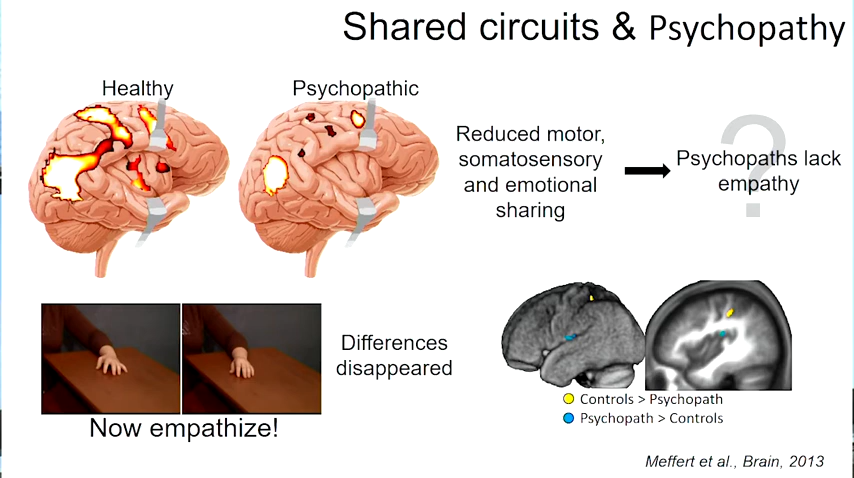 Shared circuits & Psychopathy
Healthy
Psychopathic
Reduced motor,
somatosensory
and emotional
sharing
?
Psychopaths lack
empathy
Differences
disappeared
Now empathize!
Controls > Psychopath
Psychopath > Controls
Meffert et al., Brain, 2013